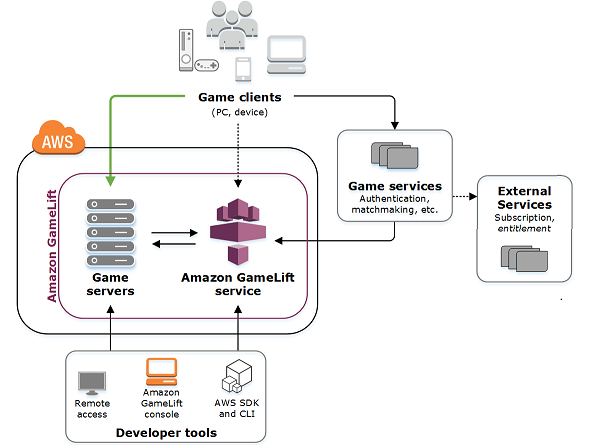 Game clients
(PC, device)
AWS
Amazon GameLift
Game services
Authentication,
matchmaking, etc.
External
Services
Subscription,
entitlement
Game
servers
Amazon GameLift
service
Remote
access
Amazon
GameLift
console
AWS SDK
and CLI
Developer tools